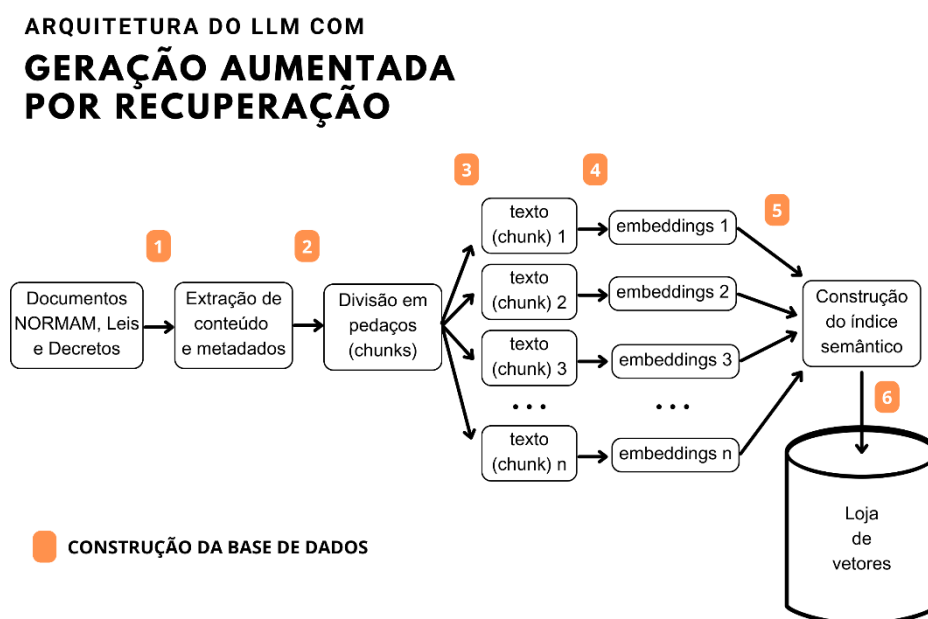 ARQUITETURA DO LLM COM
GERAÇÃO AUMENTADA
POR RECUPERAÇÃO
1
2
3
4
5
6
Documentos
NORMAM, Leis
e Decretos
Extração de
conteúdo
e metadados
Divisão em
pedaços
(chunks)
texto
(chunk) 1
texto
(chunk) 2
texto
(chunk) 3
...
texto
(chunk) n
embeddings 1
embeddings 2
embeddings 3
...
embeddings n
Construção
do índice
semântico
Loja
de
vetores
CONSTRUÇÃO DA BASE DE DADOS